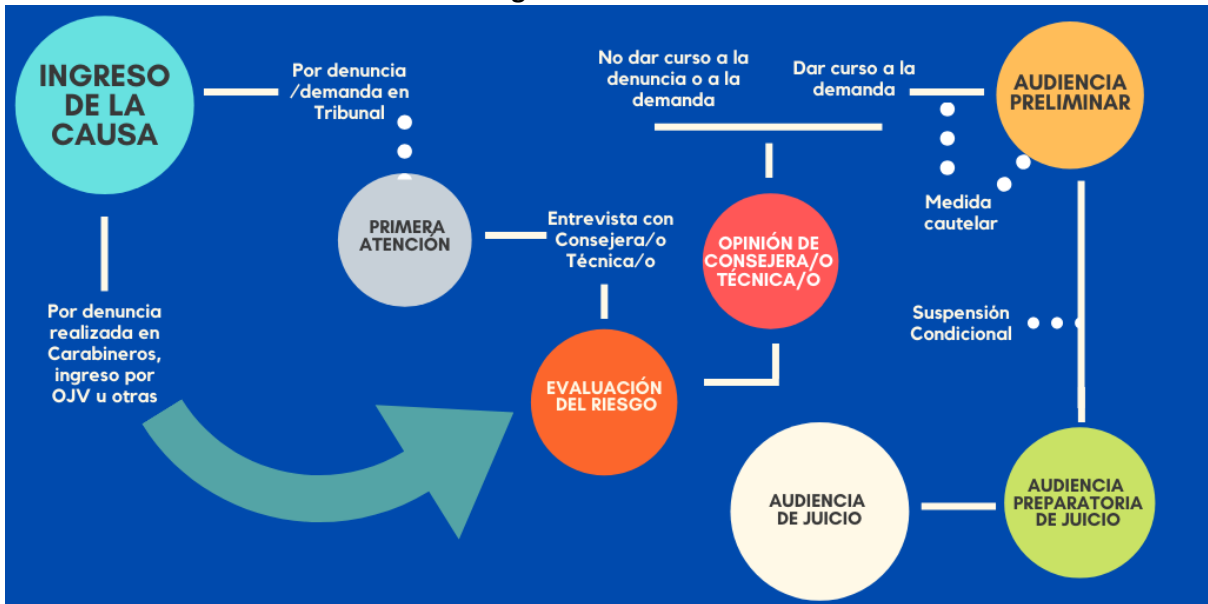 INGRESO
DE LA
CAUSA
Por denuncia
/demanda en
Tribunal
No dar curso a la
denuncia o a la
demanda
Dar curso a la
demanda
AUDIENCIA
PRELIMINAR
PRIMERA
ATENCIÓN
Entrevista con
Consejera/o
Técnica/o
OPINIÓN DE
CONSEJERA/O
TÉCNICA/O
Medida
cautelar
Por denuncia
realizada en
Carabineros,
ingreso por
OJV u otras
Suspensión
Condicional
EVALUACIÓN
DEL RIESGO
AUDIENCIA
DE JUICIO
AUDIENCIA
PREPARATORIA
DE JUICIO